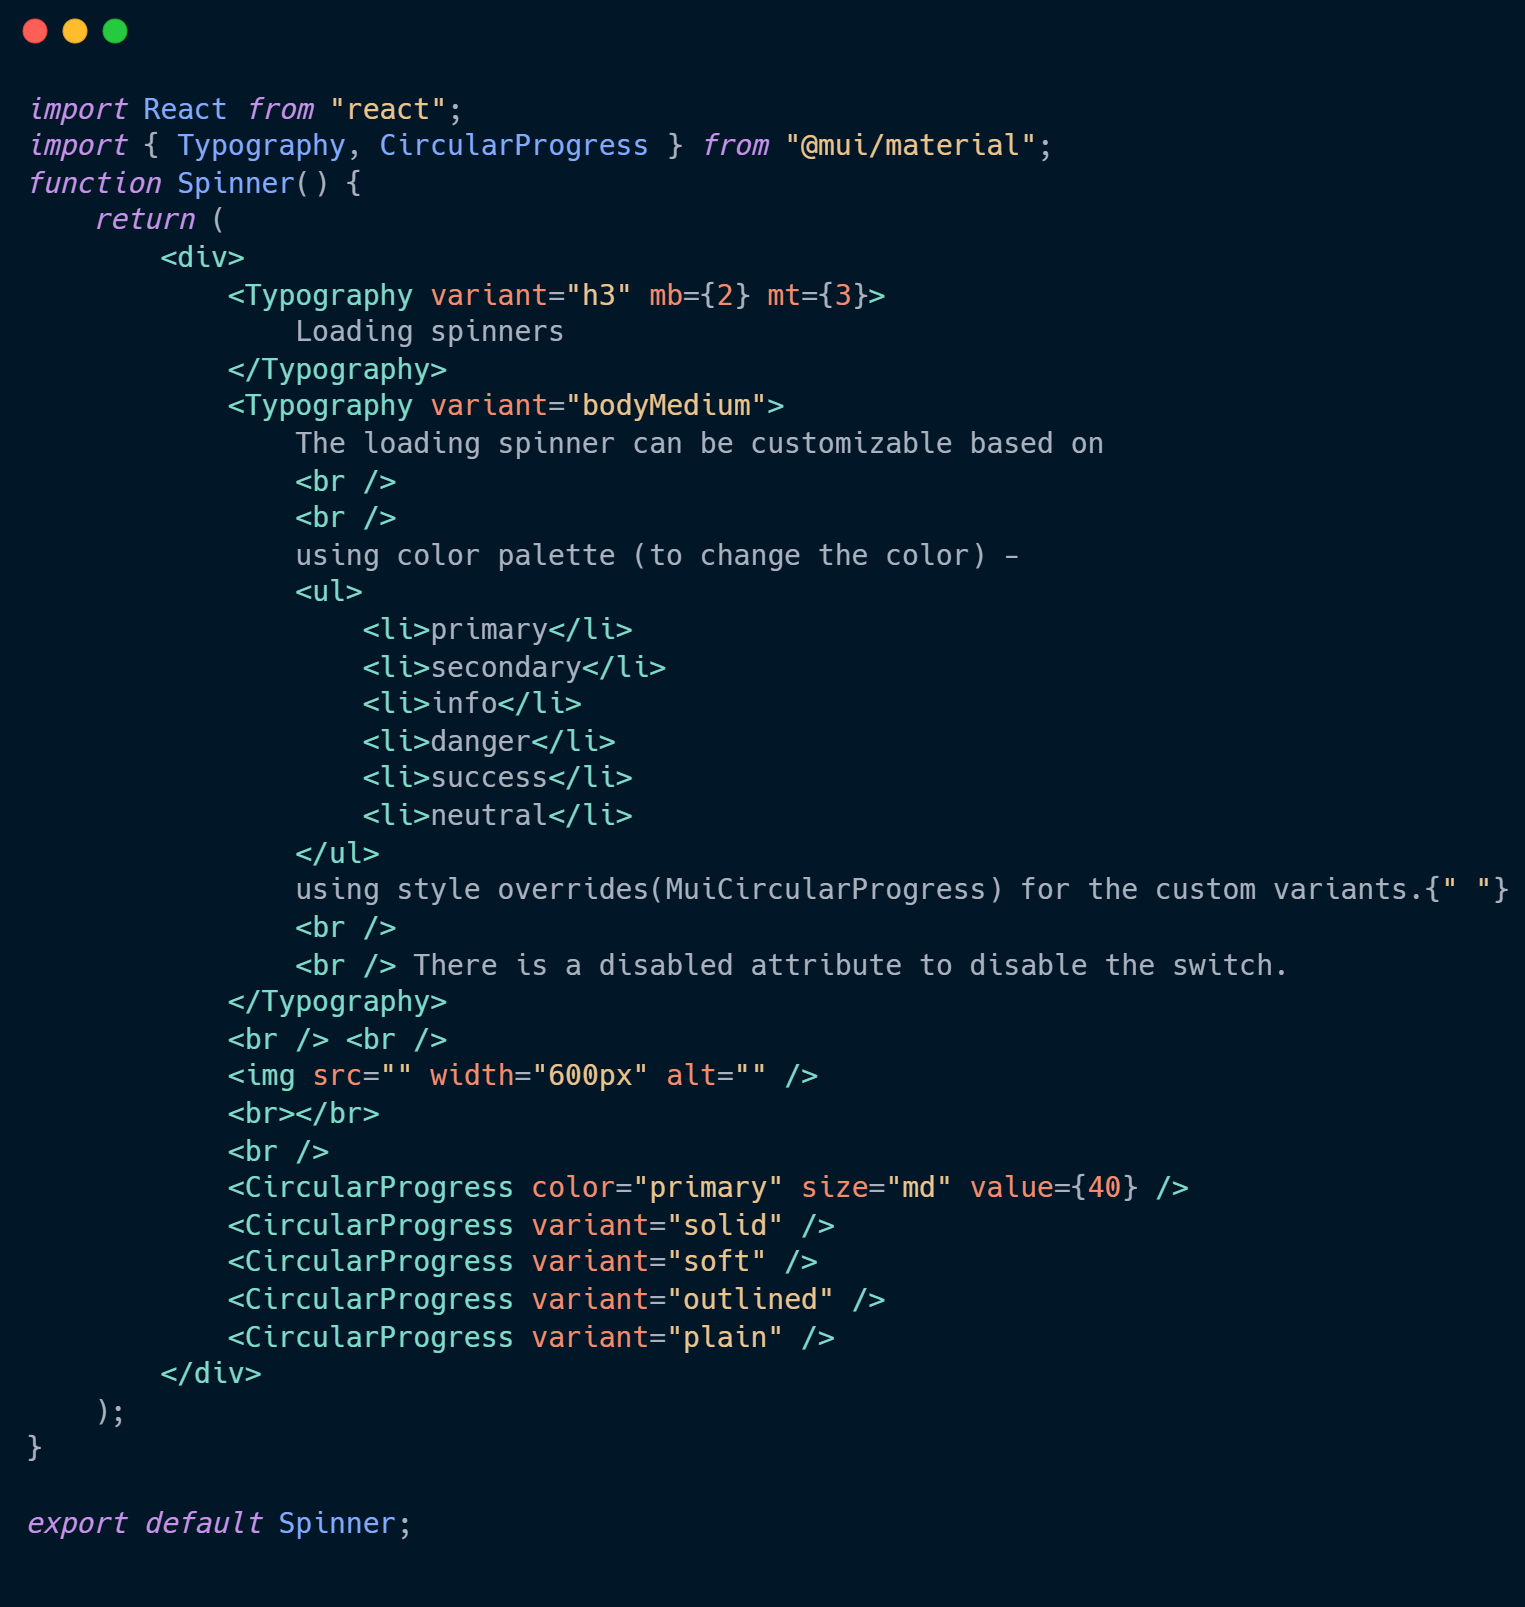 import React from "react";
import { Typography, CircularProgress } from "@mui/material";
function Spinner() {
    return (
        <div>
            <Typography variant="h3" mb={2} mt={3}>
                Loading spinners
            </Typography>
            <Typography variant="bodyMedium">
                The loading spinner can be customizable based on
                <br />
                <br />
                using color palette (to change the color) -
                <ul>
                    <li>primary</li>
                    <li>secondary</li>
                    <li>info</li>
                    <li>danger</li>
                    <li>success</li>
                    <li>neutral</li>
                </ul>
                using style overrides(MuiCircularProgress) for the custom variants.{" "}
                <br />
                <br /> There is a disabled attribute to disable the switch.
            </Typography>
            <br /> <br />
            <img src="" width="600px" alt="" />
            <br></br>
            <br />
            <CircularProgress color="primary" size="md" value={40} />
            <CircularProgress variant="solid" />
            <CircularProgress variant="soft" />
            <CircularProgress variant="outlined" />
            <CircularProgress variant="plain" />
        </div>
    );
}

export default Spinner;